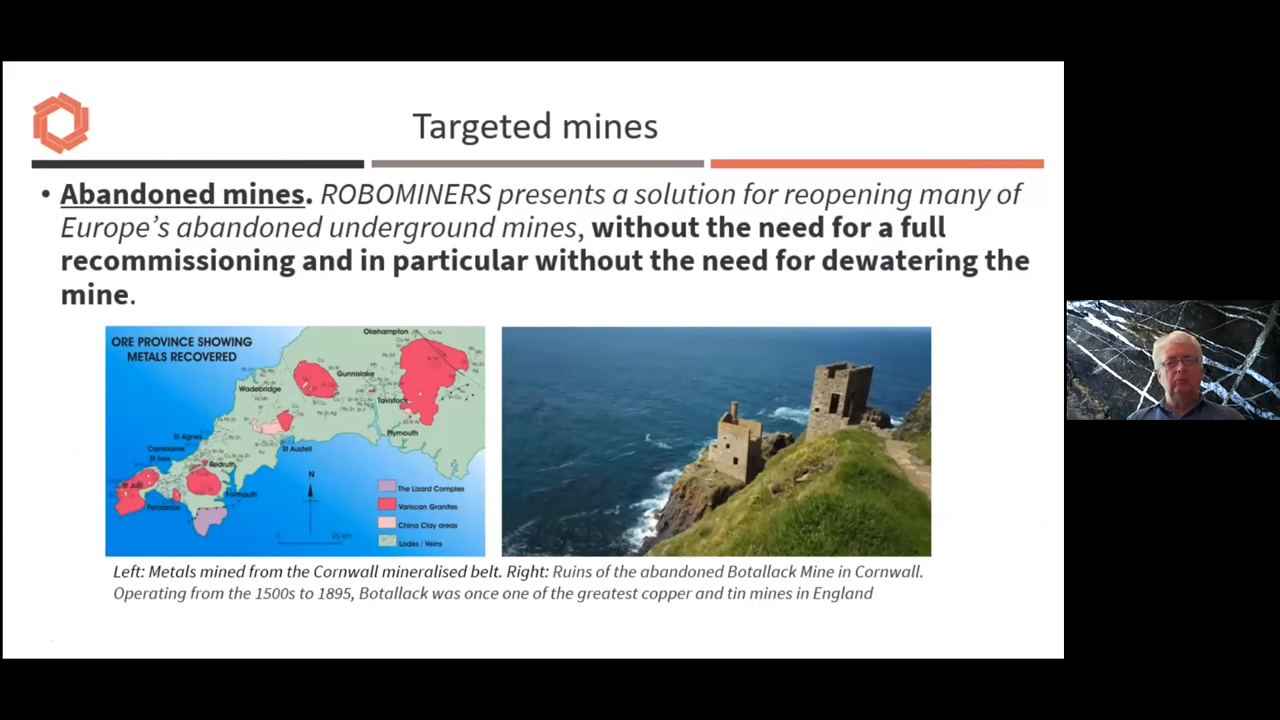 Targeted mines
• Abandoned mines. ROBOMINERS presents a solution for reopening many of
Europe's abandoned underground mines, without the need for a full
recommissioning and in particular without the need for dewatering the
mine.
ORE PROVINCE SHOWING
METALS RECOVERED
Okehampton
Gunnislake
Wadebridge
Tavistock
Plymouth
St Agnes
Camborne
St Ives
St Austell
Redruth
St Just
Falmouth
Penzance
N
25 km
The Lizard Complex
Variscan Granites
China Clay areas
Lodes / Veins
Left: Metals mined from the Cornwall mineralised belt. Right: Ruins of the abandoned Botallack Mine in Cornwall.
Operating from the 1500s to 1895, Botallack was once one of the greatest copper and tin mines in England